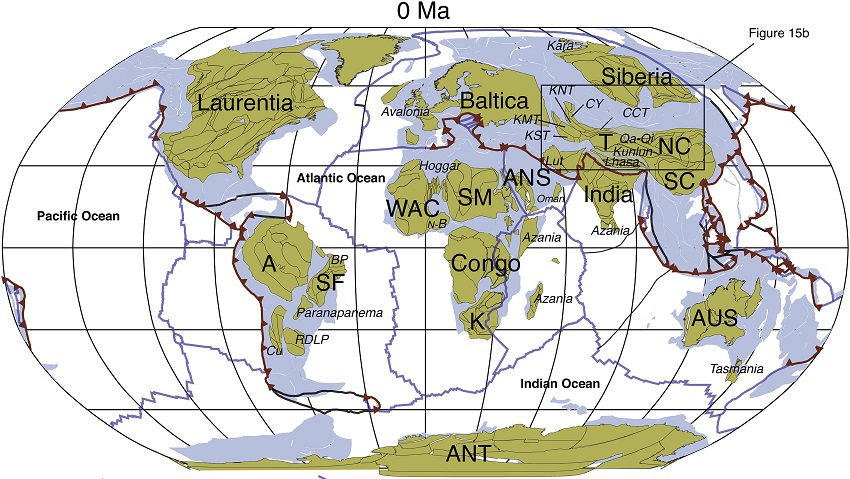 0 Ma
Figure 15b
Kara
Siberia
Laurentia
Baltica
KNT
CY
CCT
Avalonia
KMT
KST
T
Qa-Qi
NC
Kunlun
Lhasa
Lut
Hoggar
ANS
SC
Atlantic Ocean
SM
India
Oman
WAC
Pacific Ocean
N-B
Azania
Azania
BP
A
Congo
SF
Azania
Paranapanema
K
AUS
Cu
RDLP
Tasmania
Indian Ocean
ANT